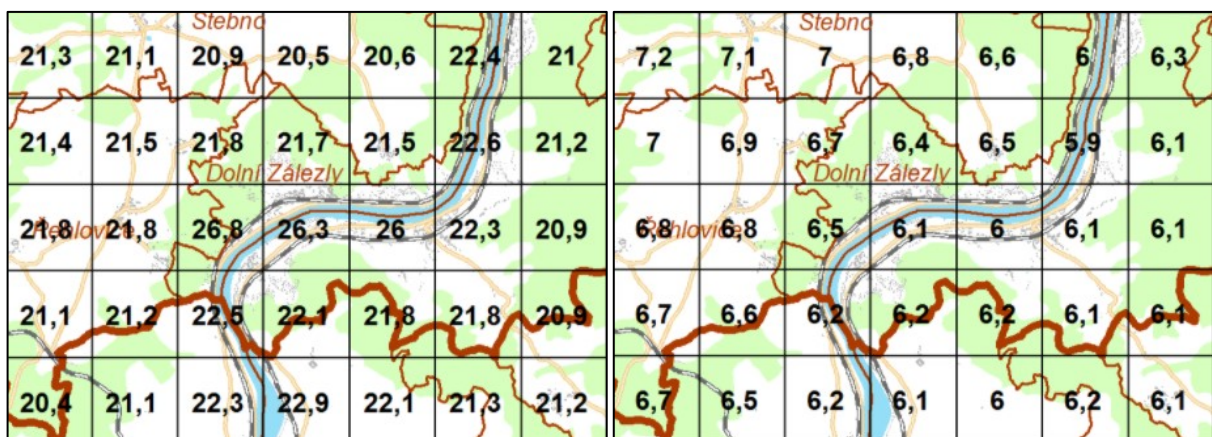 Stebno
21,3 21,1 20,9 20,5 20,6 22,4 21
21,4 21,5 21,8 21,7 21,5 22,6 21,2
Dolní Zálezly
21,8 21,8 26,8 26,3 26 22,3 20,9
Řehlovice
21,1 21,2 22,5 22,1 21,8 21,8 20,9
20,4 21,1 22,3 22,9 22,1 21,3 21,2
Stebno
7,2 7,1 7 6,8 6,6 6 6,3
7 6,9 6,7 6,4 6,5 5,9 6,1
Dolní Zálezly
6,8 6,8 6,5 6,1 6 6,1 6,1
Řehlovice
6,7 6,6 6,2 6,2 6,2 6,1 6,1
6,7 6,5 6,2 6,1 6 6,2 6,1